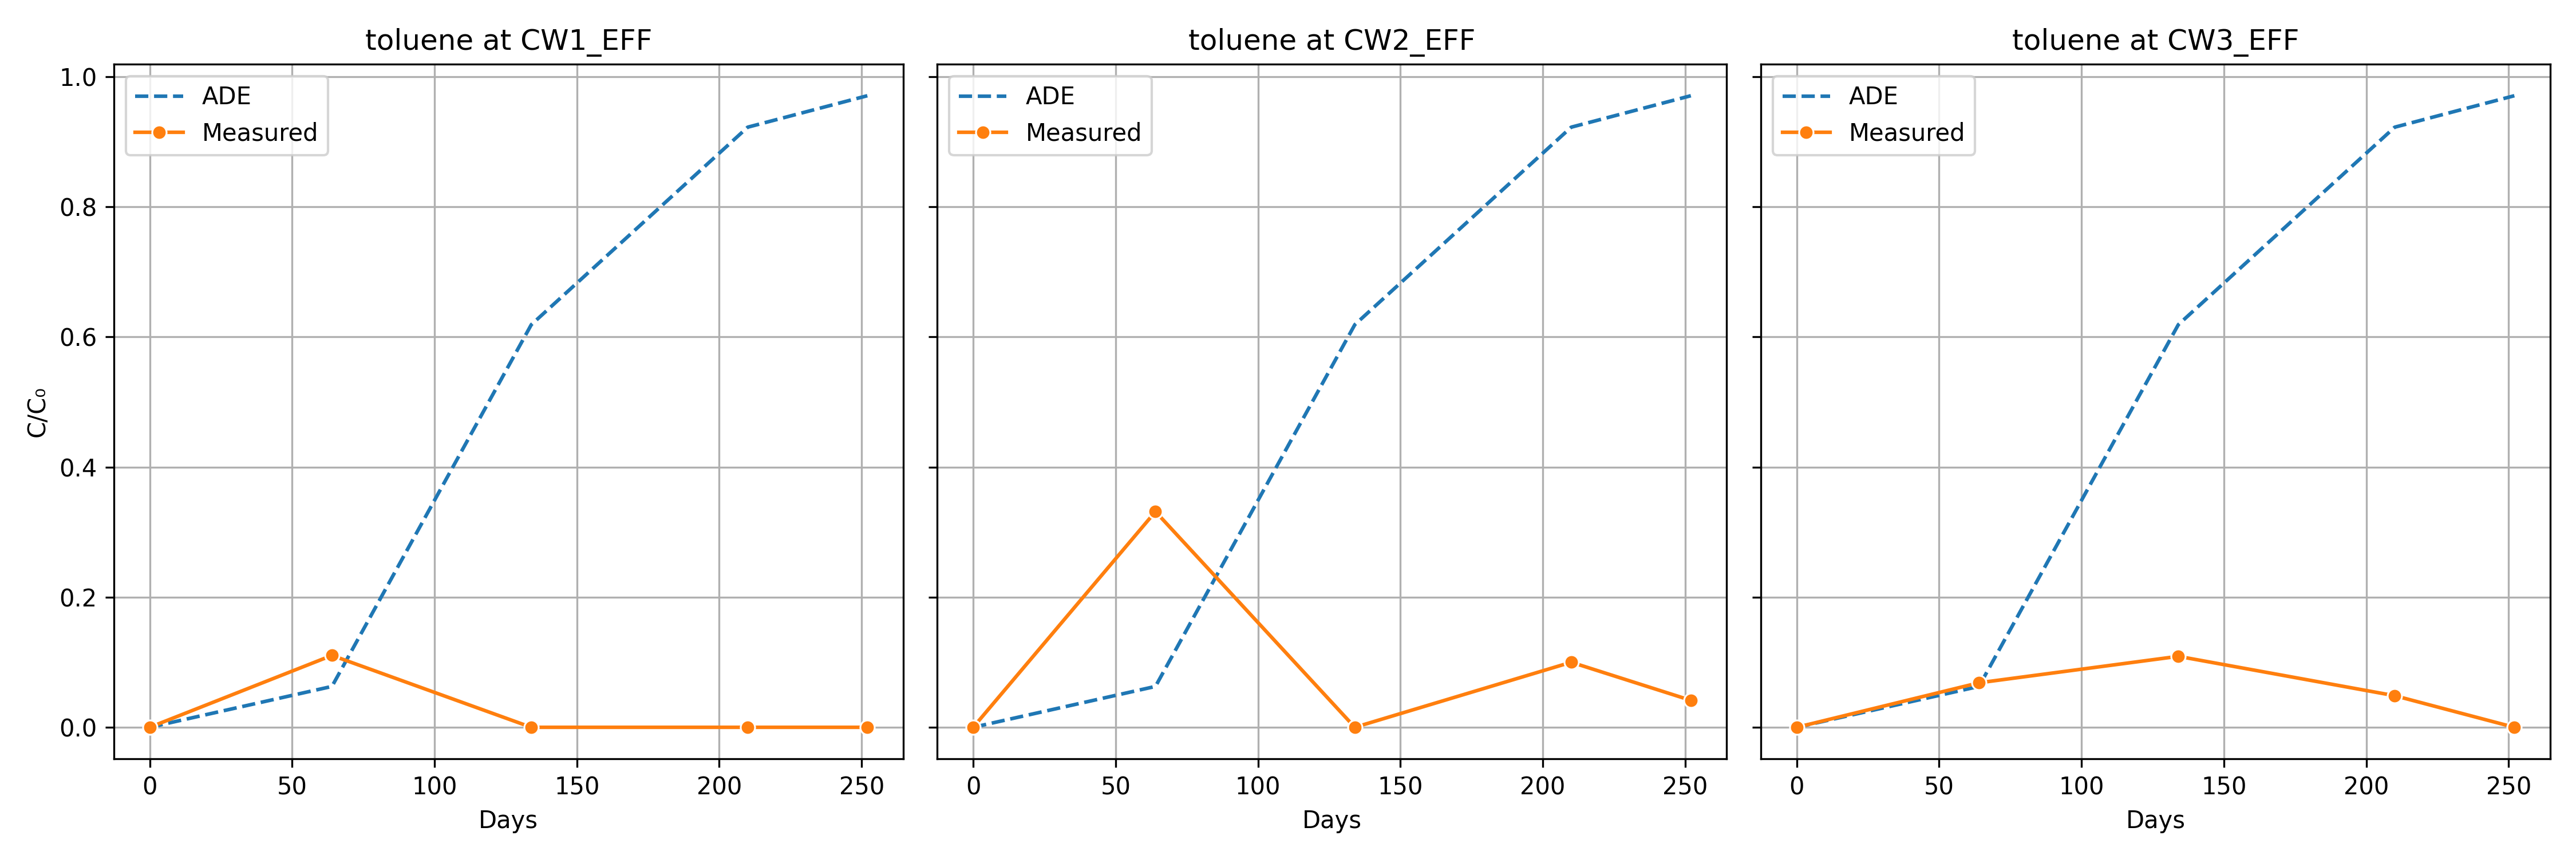 toluene at CW1_EFF
ADE
Measured
1.0
0.8
0.6
0.4
0.2
0.0
C/C₀
0 50 100 150 200 250
Days
toluene at CW2_EFF
ADE
Measured
0 50 100 150 200 250
Days
toluene at CW3_EFF
ADE
Measured
0 50 100 150 200 250
Days